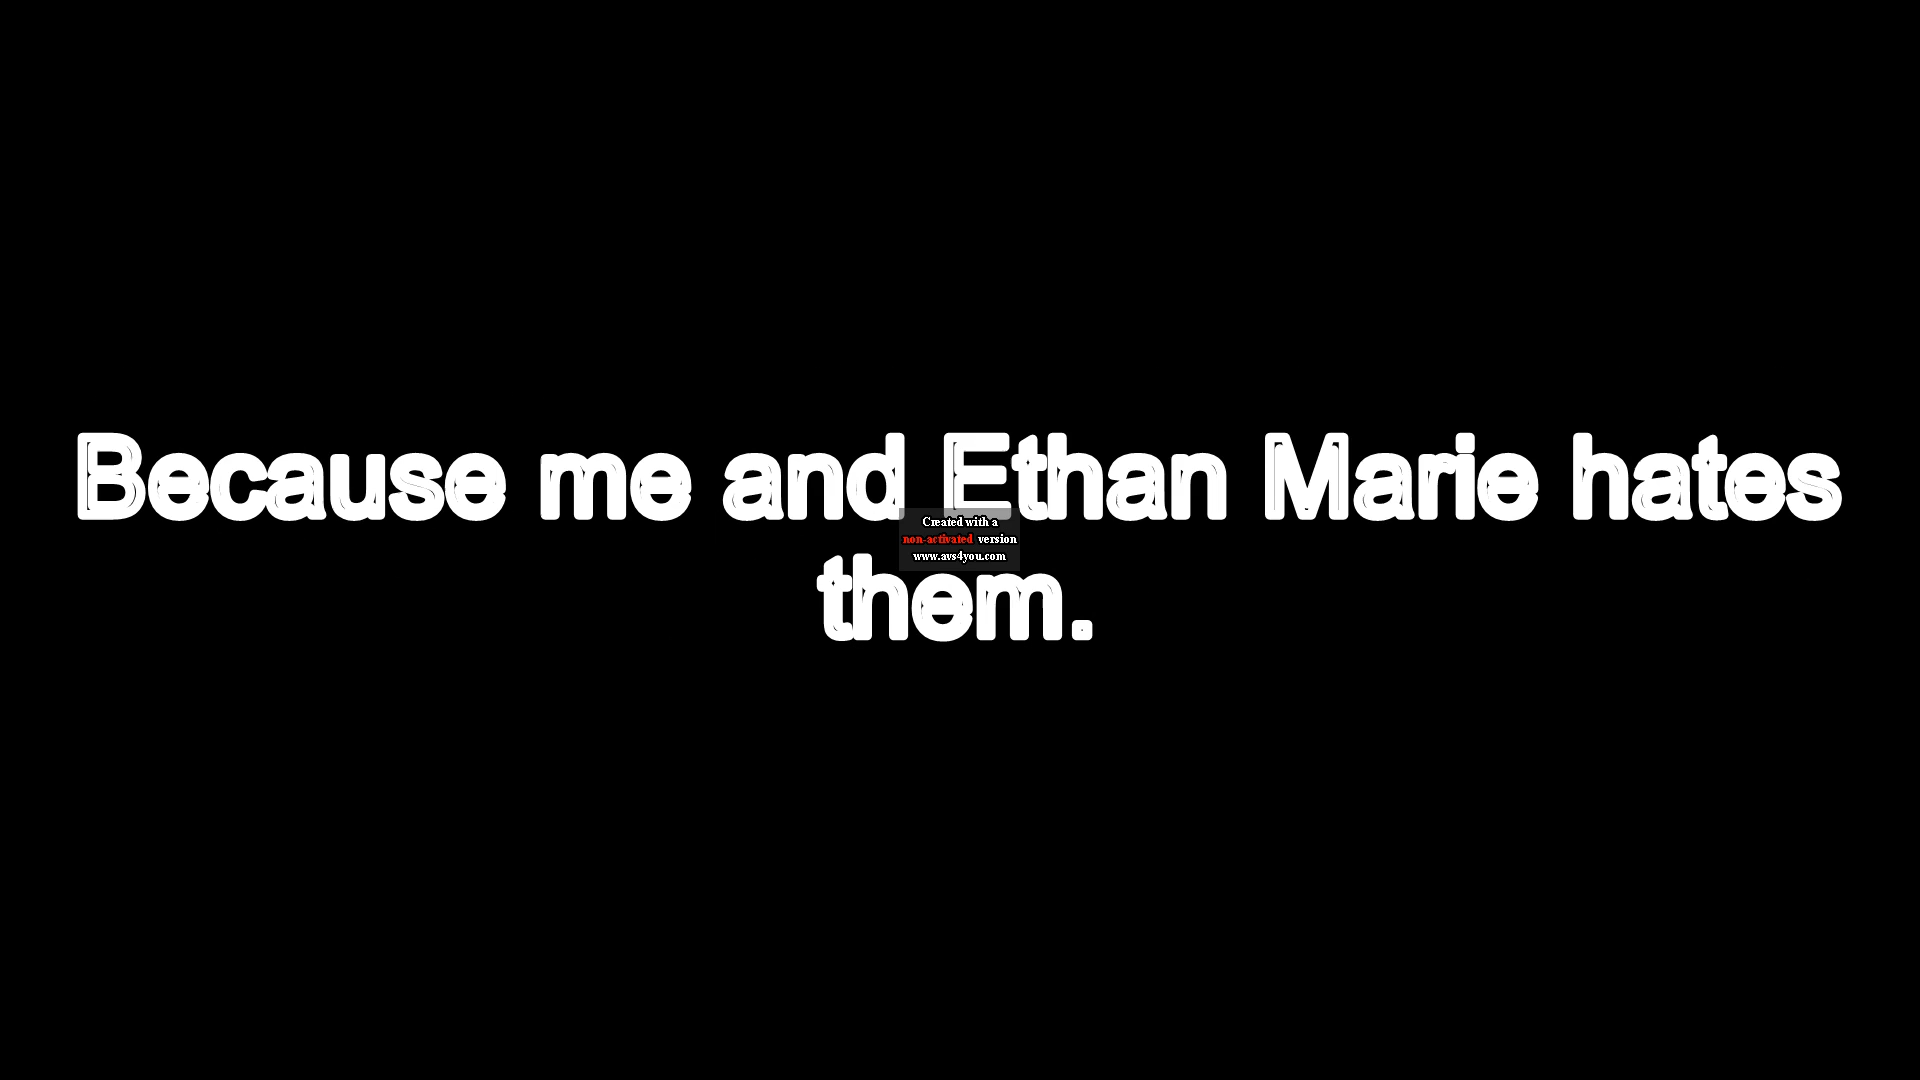 Because me and Ethan Marie hates
Created with a
non-activated version
www.avs4you.com
them.